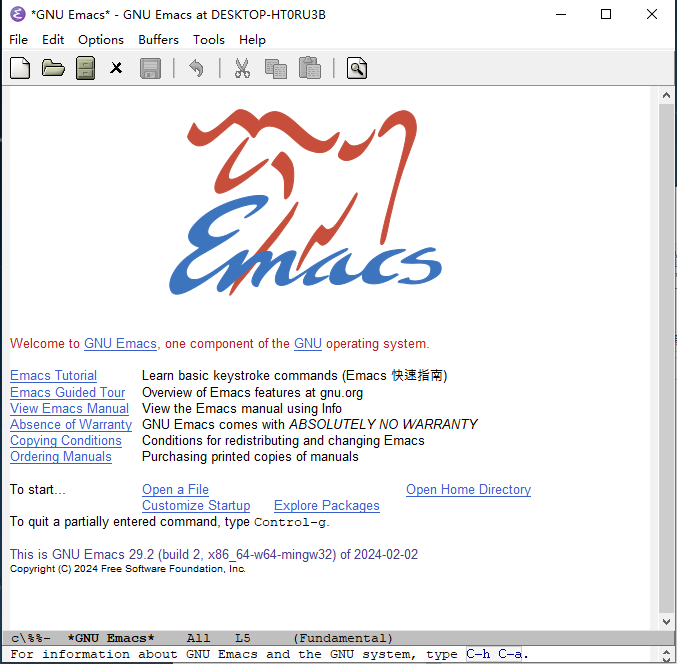 *GNU Emacs* - GNU Emacs at DESKTOP-HT0RU3B
File Edit Options Buffers Tools Help
Emacs
Welcome to GNU Emacs, one component of the GNU operating system.
Emacs Tutorial Learn basic keystroke commands (Emacs 快速指南)
Emacs Guided Tour Overview of Emacs features at gnu.org
View Emacs Manual View the Emacs manual using Info
Absence of Warranty GNU Emacs comes with ABSOLUTELY NO WARRANTY
Copying Conditions Conditions for redistributing and changing Emacs
Ordering Manuals Purchasing printed copies of manuals
To start... Open a File Open Home Directory
Customize Startup Explore Packages
To quit a partially entered command, type Control-g.
This is GNU Emacs 29.2 (build 2, x86_64-w64-mingw32) of 2024-02-02
Copyright (C) 2024 Free Software Foundation, Inc.
c\%%- *GNU Emacs* All L5 (Fundamental)
For information about GNU Emacs and the GNU system, type C-h C-a.